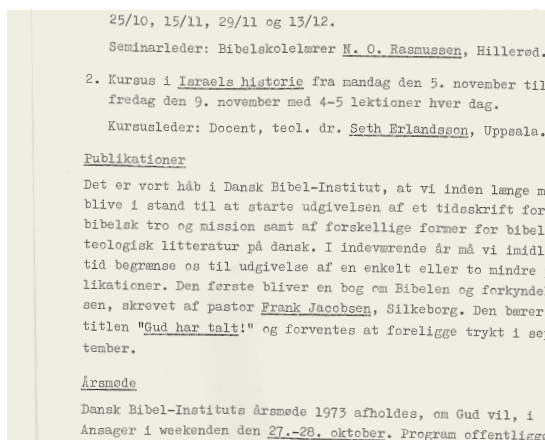 25/10, 15/11, 29/11 og 13/12.
Seminarleder: Bibelskolelærer N. O. Rasmussen, Hillerød.
2. Kursus i Israels historie fra mandag den 5. november til
fredag den 9. november med 4-5 lektioner hver dag.
Kursusleder: Docent, teol. dr. Seth Erlandsson, Uppsala.
Publikationer
Det er vort håb i Dansk Bibel-Institut, at vi inden længe m
blive i stand til at starte udgivelsen af et tidsskrift for
bibelsk tro og mission samt af forskellige former for bibel
teologisk litteratur på dansk. I indeværende år må vi imidl
tid begrænse os til udgivelse af en enkelt eller to mindre
likationer. Den første bliver en bog om Bibelen og forkynde
sen, skrevet af pastor Frank Jacobsen, Silkeborg. Den bærer
titlen "Gud har talt!" og forventes at foreligge trykt i se
tember.
Årsmøde
Dansk Bibel-Instituts årsmøde 1973 afholdes, om Gud vil, i
Ansager i weekenden den 27.-28. oktober. Program offentligg